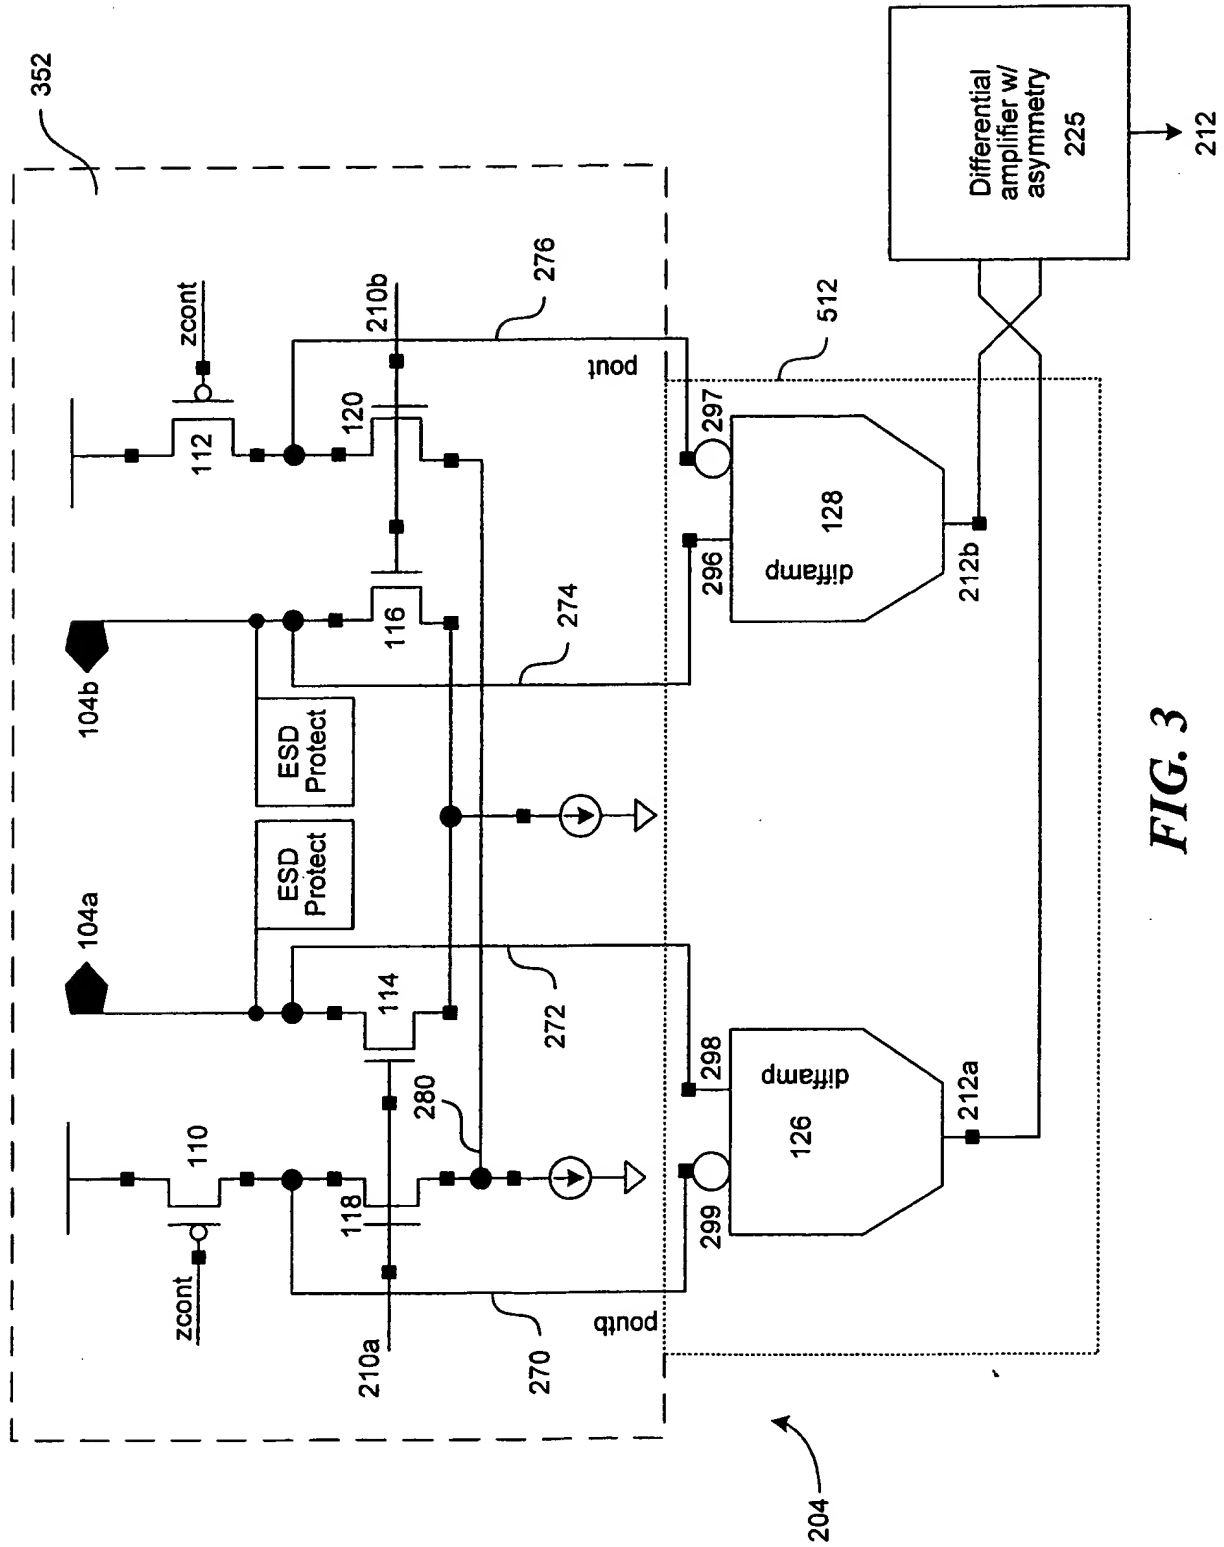 352
zcont
112
120
210b
276
pout
104b
ESD
Protect
116
274
104a
ESD
Protect
114
272
280
110
zcont
118
210a
270
poutb
512
297
296
diffamp
128
212b
298
299
diffamp
126
212a
Differential
amplifier w/
asymmetry
225
212
204
FIG. 3